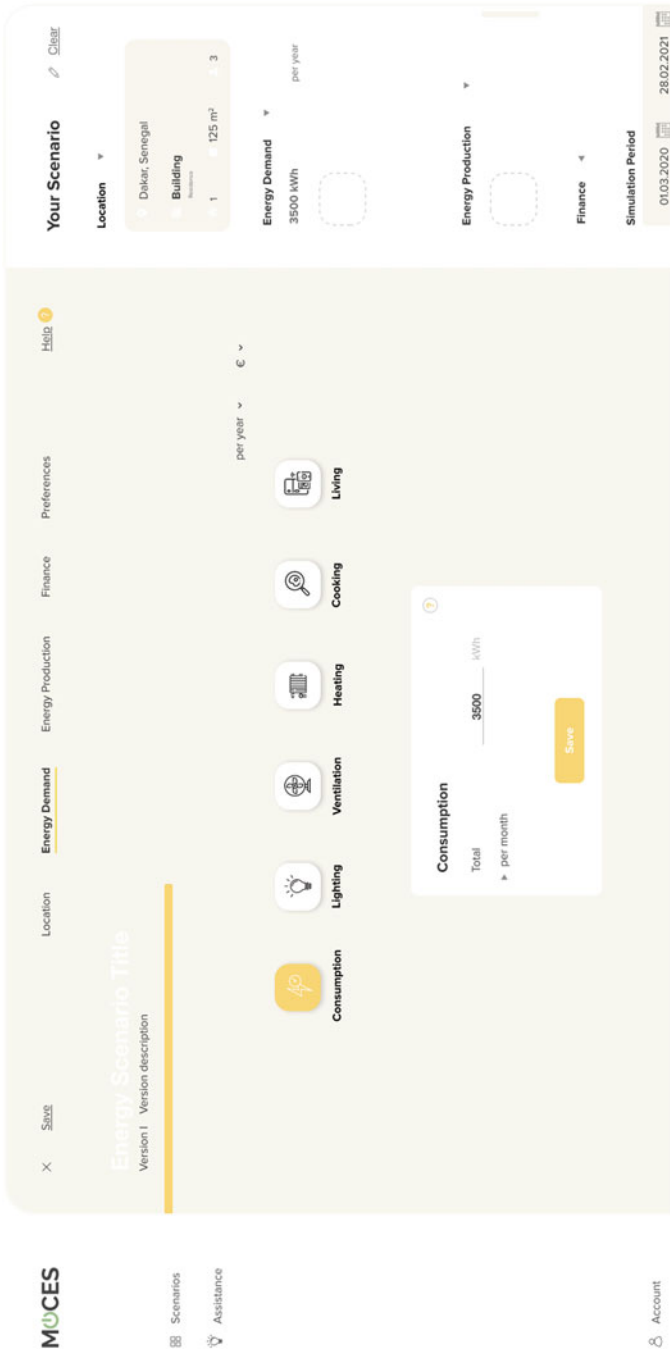 MOCES
Scenarios
Assistance
Account
Save
Location
Energy Demand
Energy Production
Finance
Preferences
Help ?
Energy Scenario Title
Version I Version description
per year €
Consumption
Lighting
Ventilation
Heating
Cooking
Living
Consumption ?
Total 3500 kWh
per month
Save
Your Scenario Clear
Location
Dakar, Senegal
Building
Residence
1 125 m² 3
Energy Demand
3500 kWh per year
Energy Production
Finance
Simulation Period
01.03.2020 28.02.2021